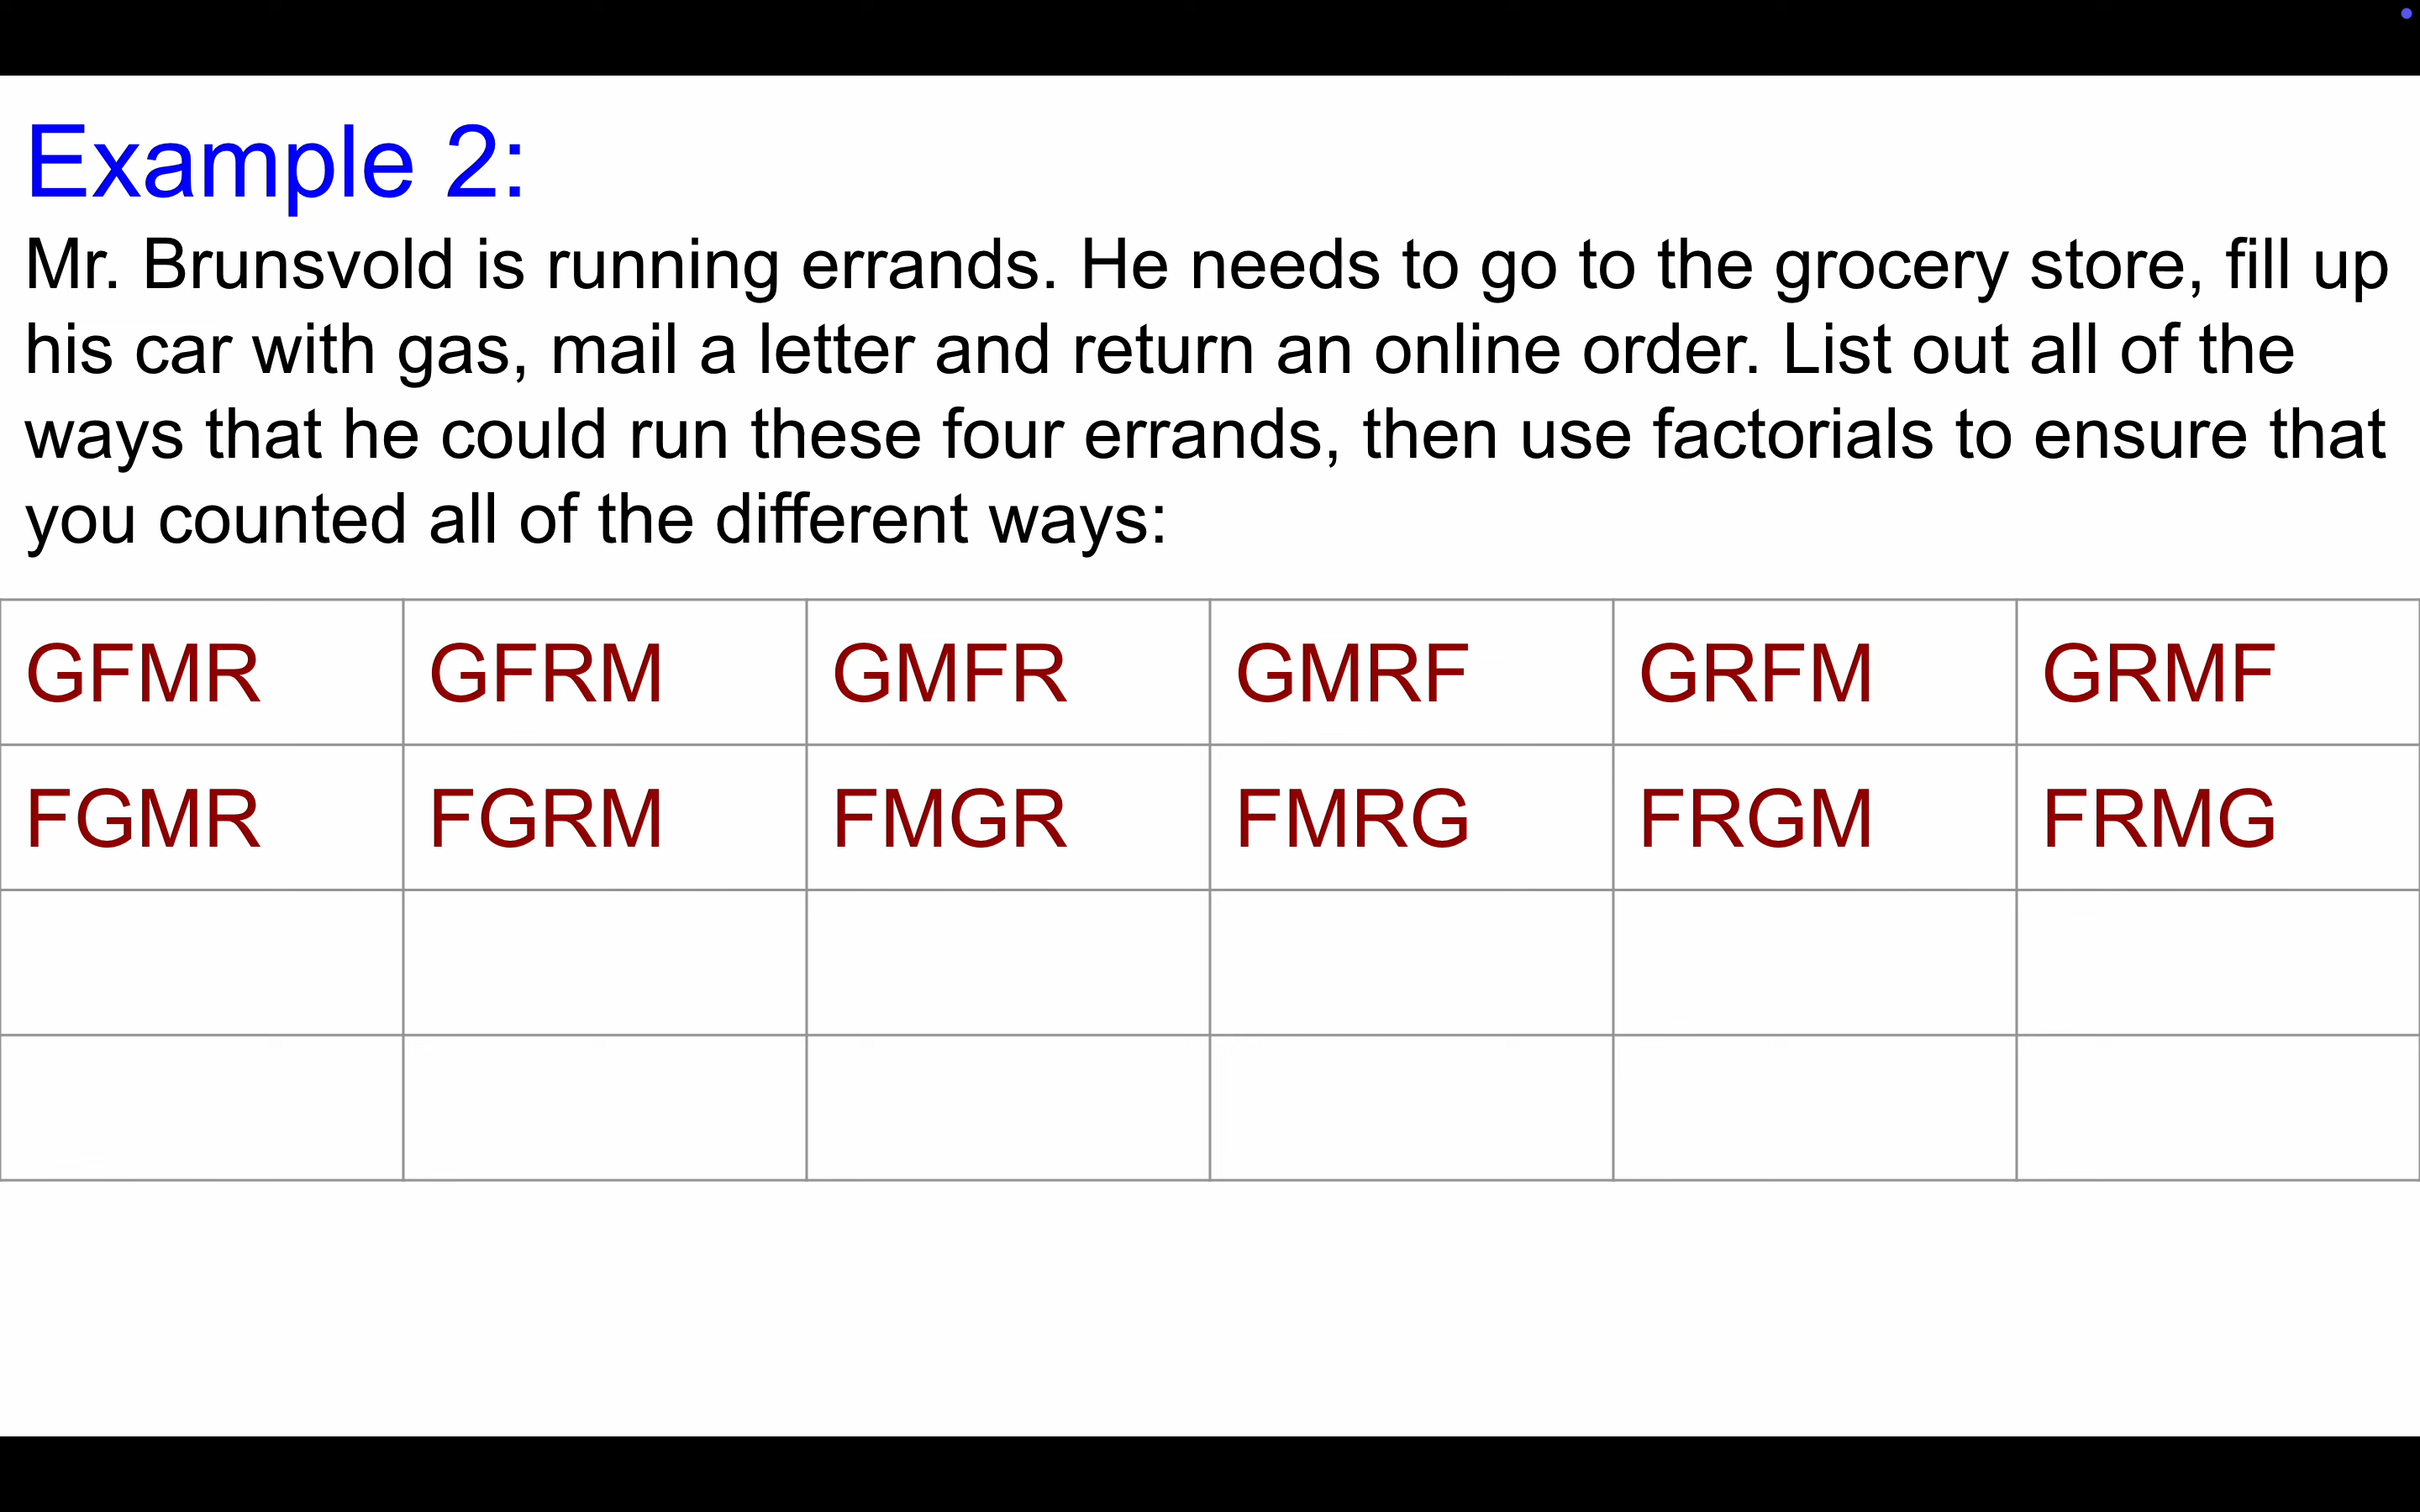 Example 2:
Mr. Brunsvold is running errands. He needs to go to the grocery store, fill up
his car with gas, mail a letter and return an online order. List out all of the
ways that he could run these four errands, then use factorials to ensure that
you counted all of the different ways:
GFMR GFRM GMFR GMRF GRFM GRMF
FGMR FGRM FMGR FMRG FRGM FRMG